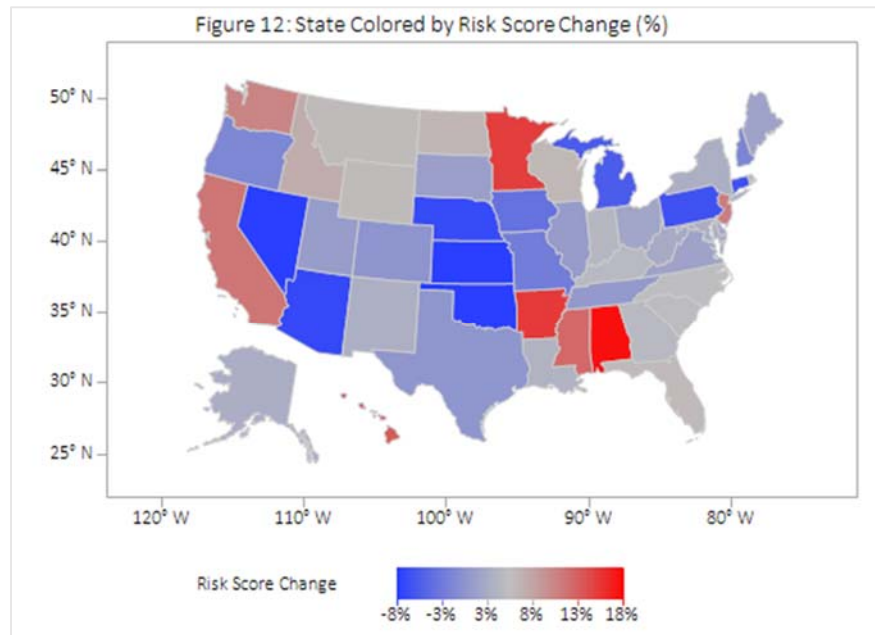 Figure 12: State Colored by Risk Score Change (%)
50° N
45° N
40° N
35° N
30° N
25° N
120° W
110° W
100° W
90° W
80° W
Risk Score Change
-8%
-3%
3%
8%
13%
18%